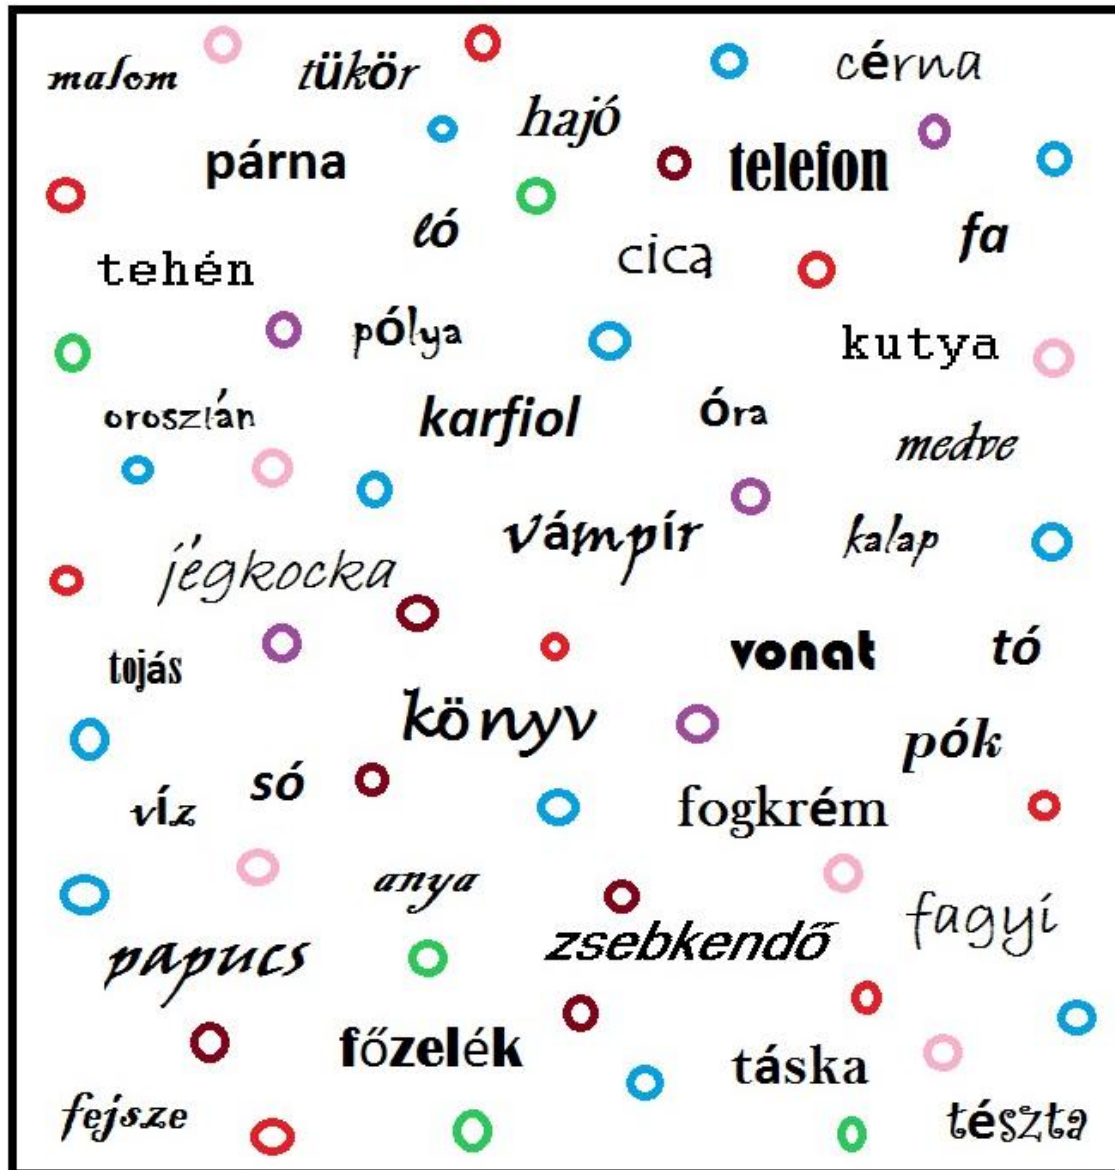 malom
tükör
cérna
hajó
párna
telefon
ló
fa
cica
tehén
pólya
kutya
oroszlán
karfiol
óra
medve
vámpír
kalap
jégkocka
tojás
vonat
tó
könyv
pók
só
víz
fogkrém
anya
fagyi
zsebkendő
papucs
főzelék
táska
fejsze
tészta